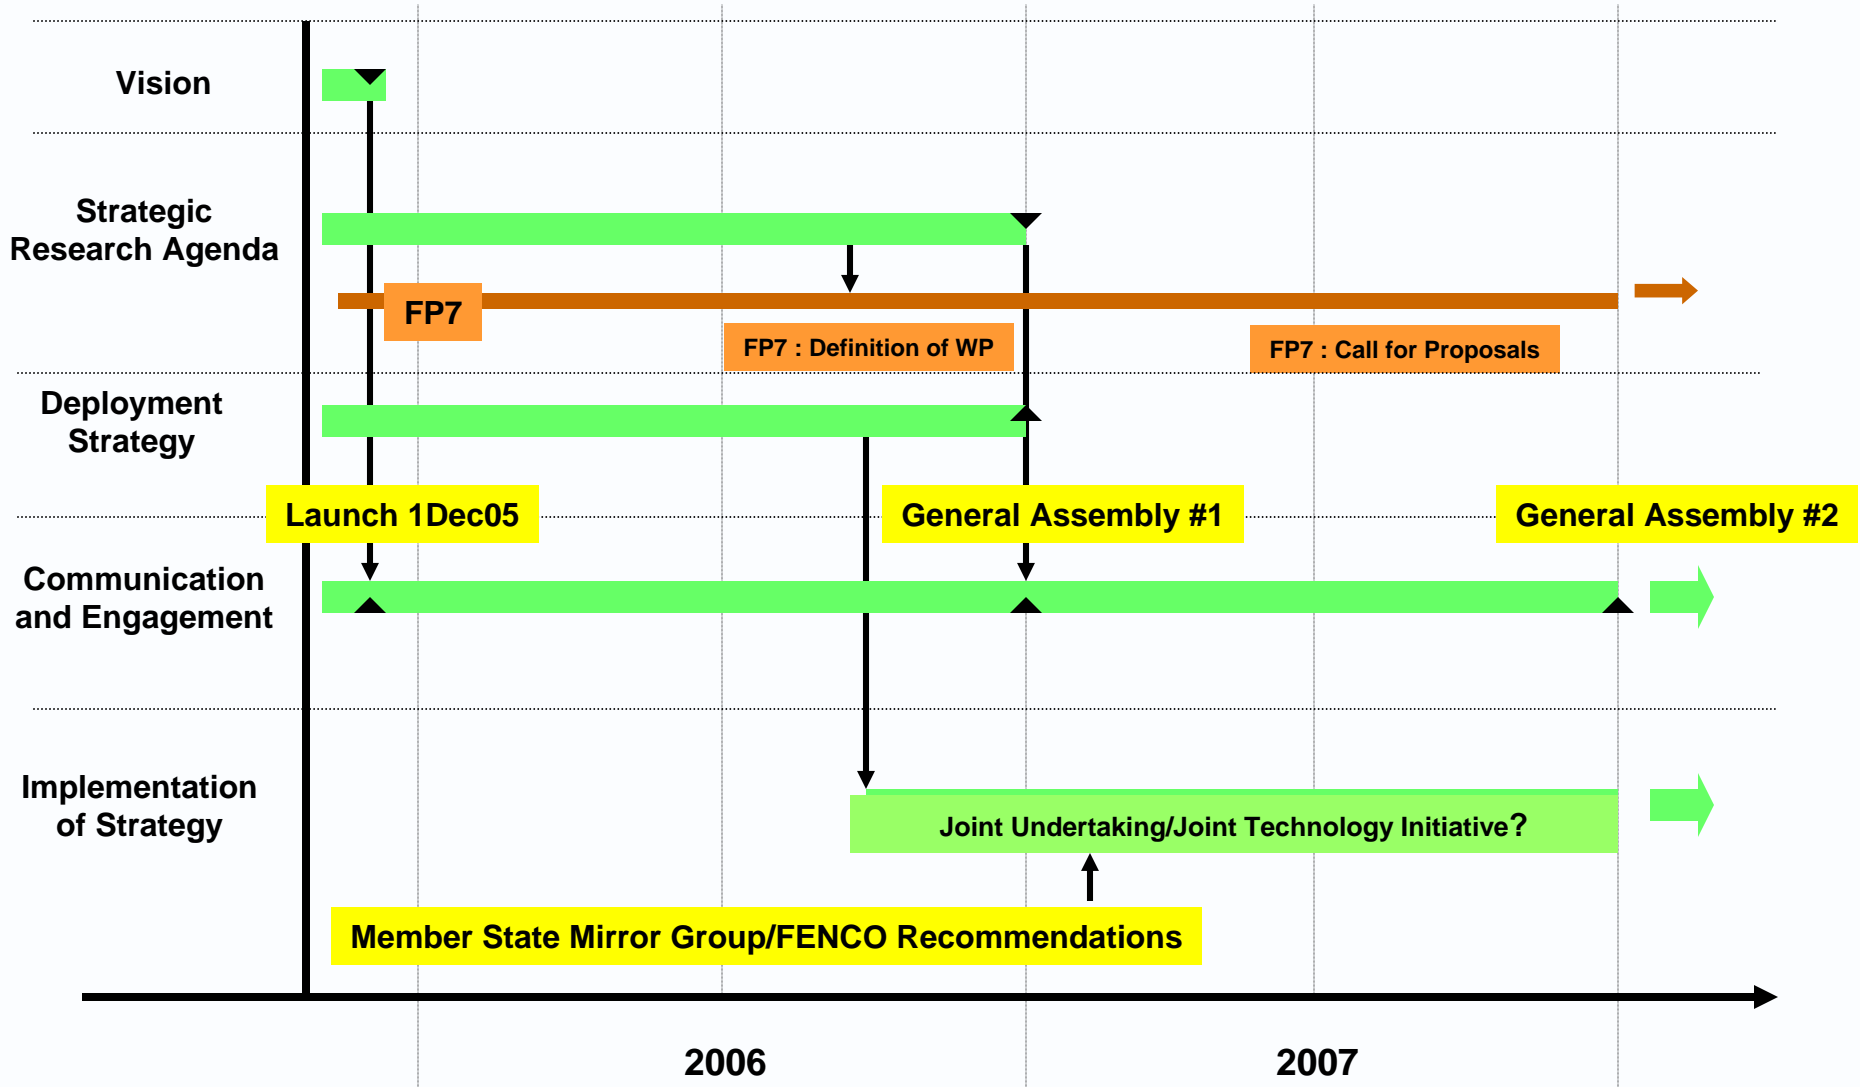 Vision
Strategic
Research Agenda
FP7
FP7 : Definition of WP
FP7 : Call for Proposals
Deployment
Strategy
Launch 1Dec05
General Assembly #1
General Assembly #2
Communication
and Engagement
Implementation
of Strategy
Joint Undertaking/Joint Technology Initiative?
Member State Mirror Group/FENCO Recommendations
2006
2007